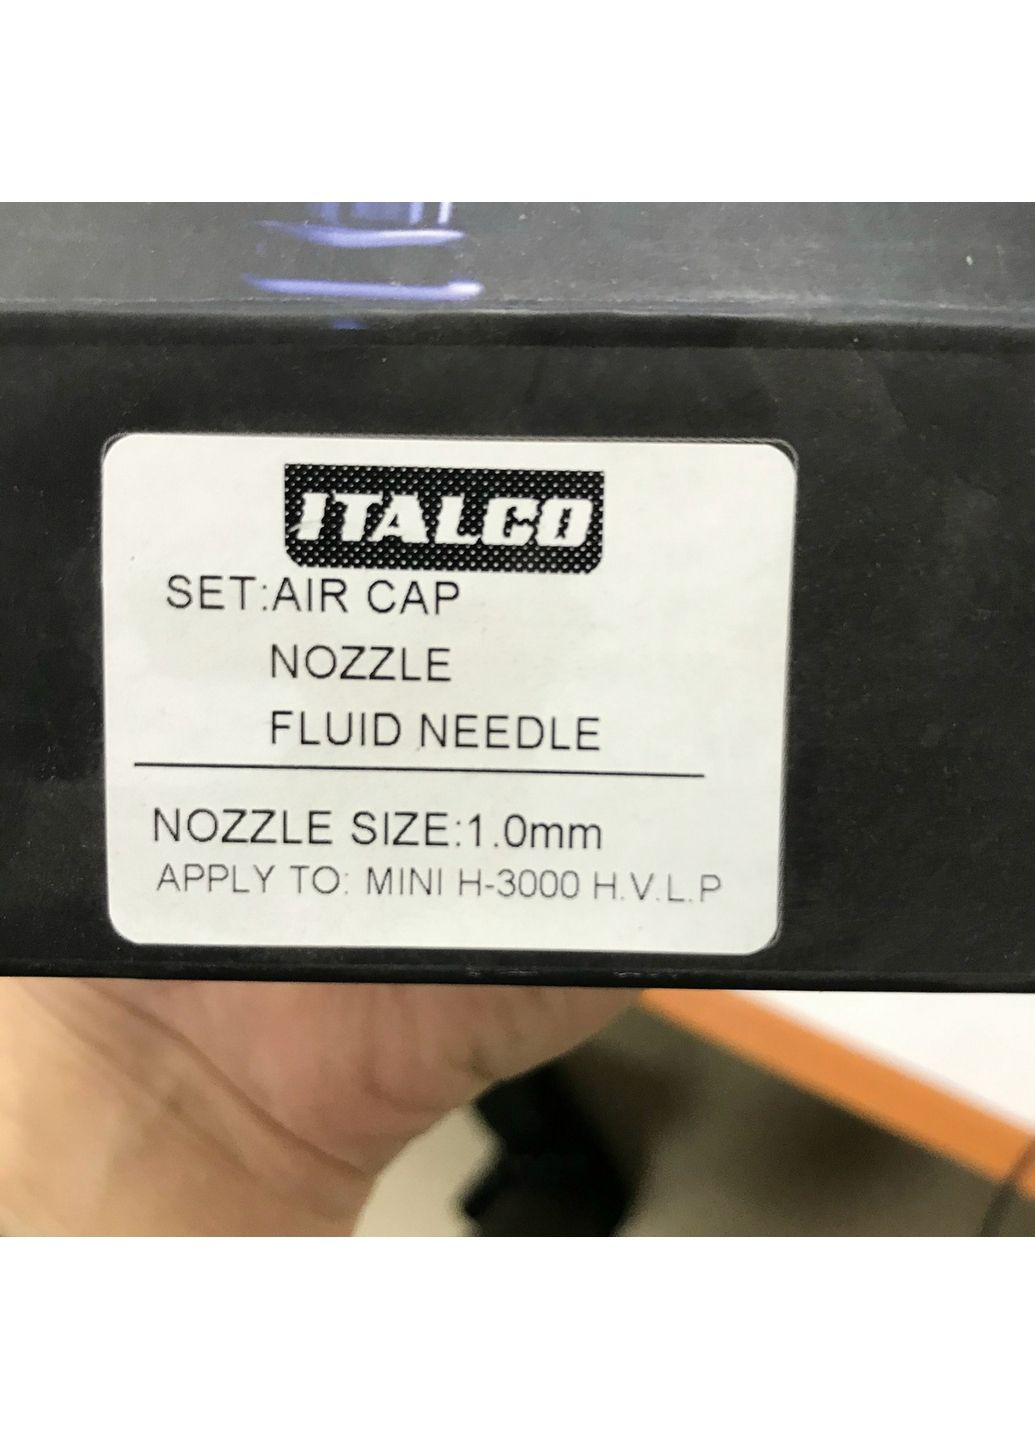 ITALCO
SET:AIR CAP
NOZZLE
FLUID NEEDLE
NOZZLE SIZE:1.0mm
APPLY TO: MINI H-3000 H.V.L.P